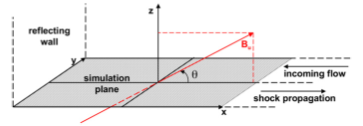 z
reflecting
wall
B₀
y
θ
simulation
plane
incoming flow
shock propagation
x